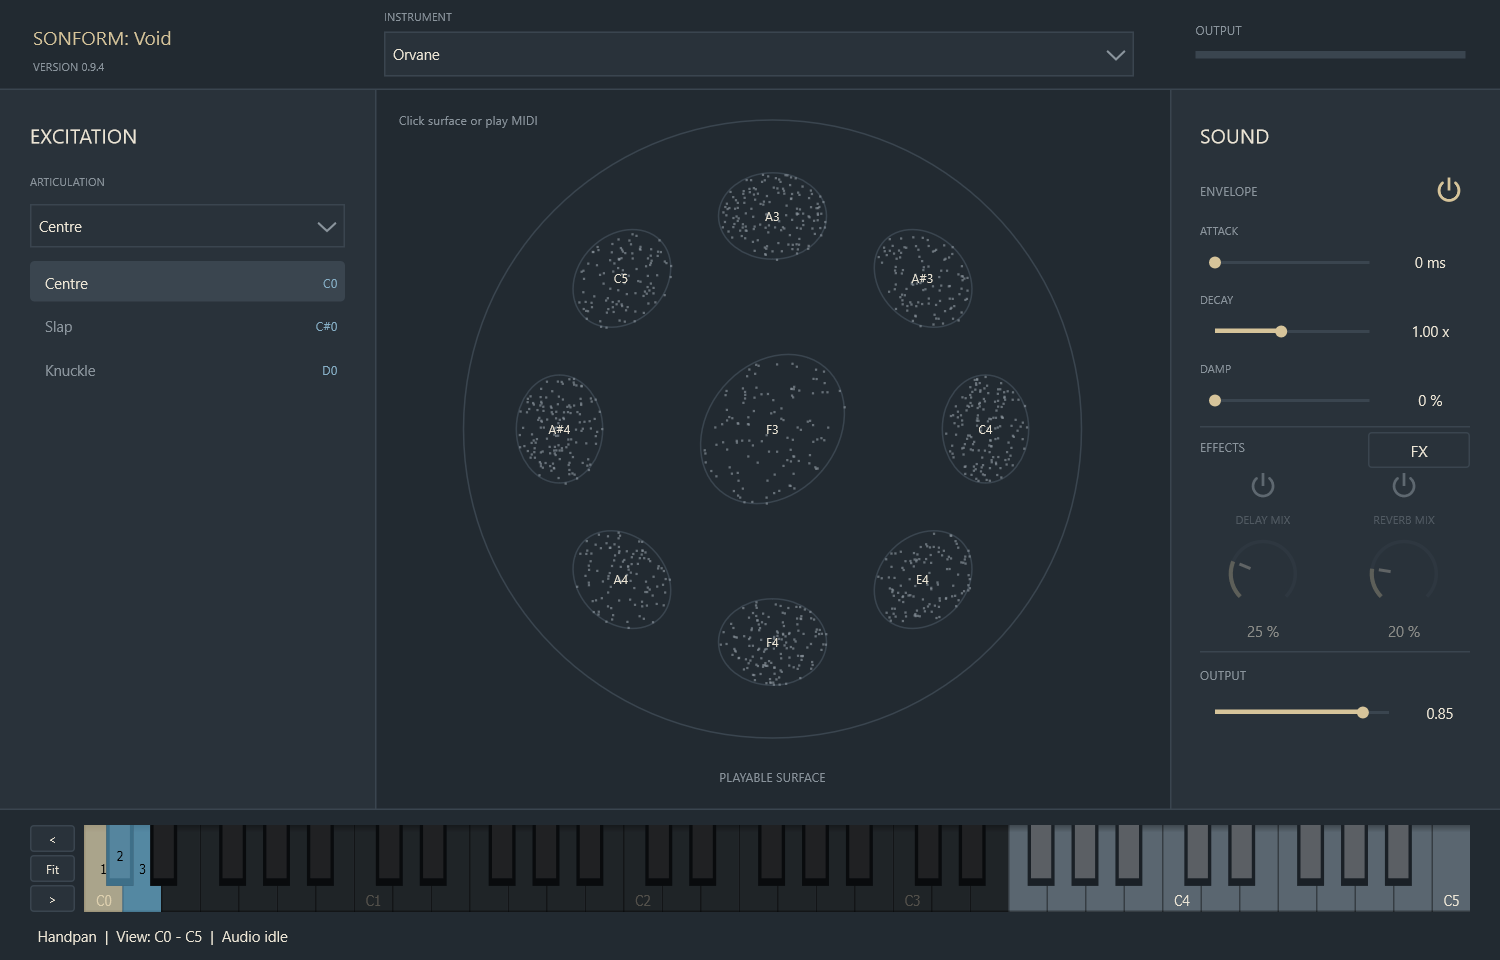 SONFORM: Void
VERSION 0.9.4
INSTRUMENT
Orvane
OUTPUT
EXCITATION
ARTICULATION
Centre
Centre C0
Slap C#0
Knuckle D0
Click surface or play MIDI
A3
C5
A#3
A#4
F3
C4
A4
E4
F4
PLAYABLE SURFACE
SOUND
ENVELOPE
ATTACK
0 ms
DECAY
1.00 x
DAMP
0 %
EFFECTS
FX
DELAY MIX REVERB MIX
25 % 20 %
OUTPUT
0.85
<
Fit
>
1 2 3
C0 C1 C2 C3 C4 C5
Handpan | View: C0 - C5 | Audio idle